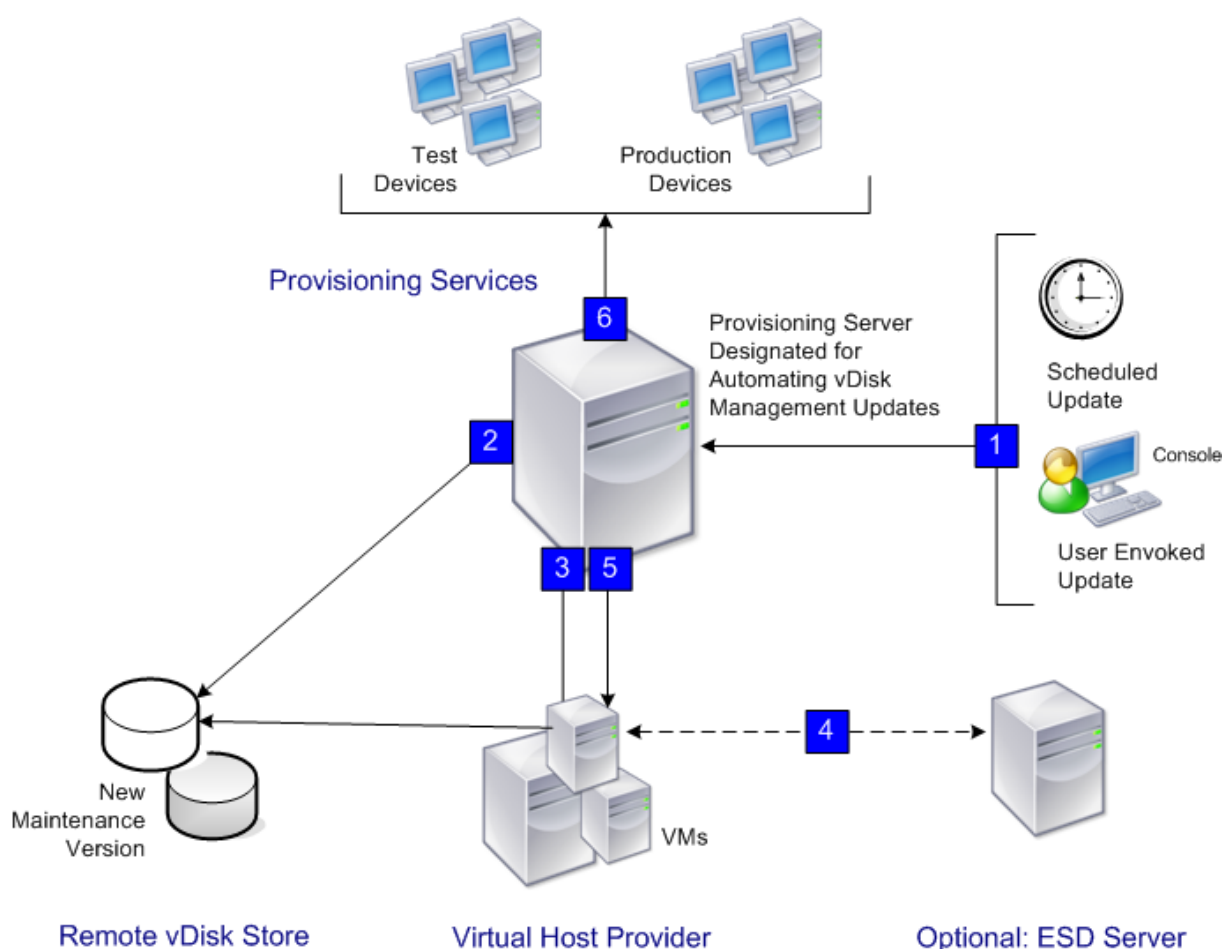 Test
Devices
Production
Devices
Provisioning Services
6
Provisioning Server
Designated for
Automating vDisk
Management Updates
Scheduled
Update
2
1
Console
User Envoked
Update
3
5
4
New
Maintenance
Version
VMs
Remote vDisk Store
Virtual Host Provider
Optional: ESD Server